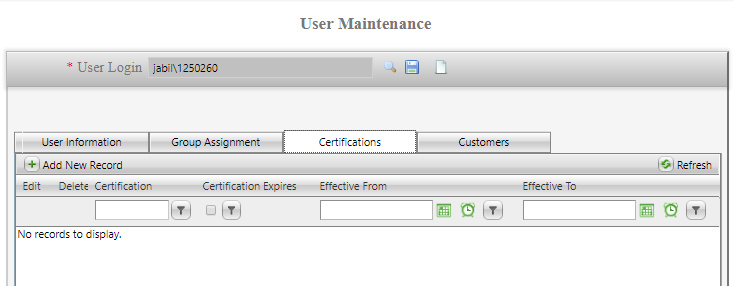 User Maintenance
* User Login jabil\1250260
User Information Group Assignment Certifications Customers
Add New Record Refresh
Edit Delete Certification Certification Expires Effective From Effective To
No records to display.